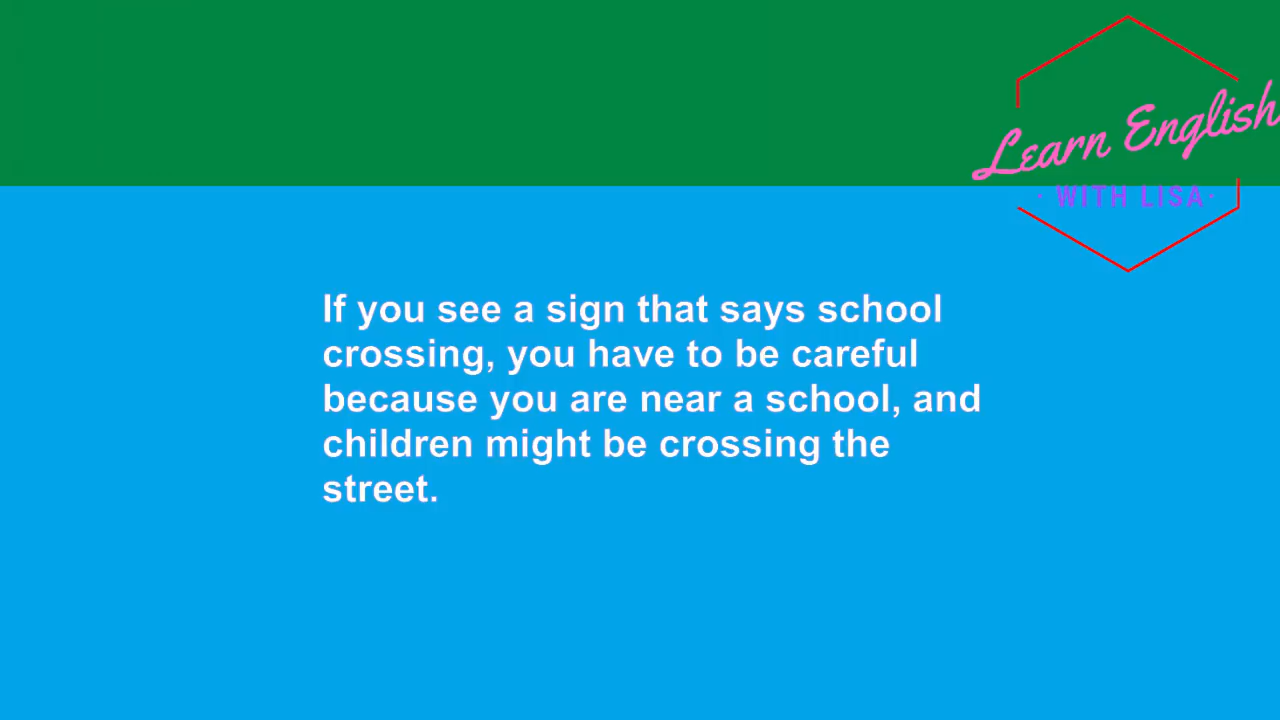 Learn English
· WITH LISA·
If you see a sign that says school
crossing, you have to be careful
because you are near a school, and
children might be crossing the
street.